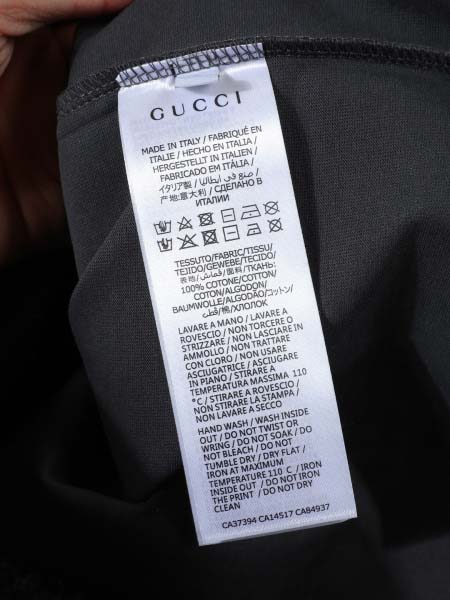 GUCCI
MADE IN ITALY / FABRIQUÉ EN
ITALIE / HECHO EN ITALIA /
HERGESTELLT IN ITALIEN /
FABRICADO EM ITÁLIA /
イタリア製 / صنع في إيطاليا /
产地:意大利 / СДЕЛАНО В
ИТАЛИИ
TESSUTO/FABRIC/TISSU/
TEJIDO/GEWEBE/TECIDO/
表地/قماش/面料/ТКАНЬ:
100% COTONE/COTTON/
COTON/ALGODON/
BAUMWOLLE/ALGODÃO/コットン/
قطن/棉/ХЛОПОК
LAVARE A MANO / LAVARE A
ROVESCIO / NON TORCERE O
STRIZZARE / NON LASCIARE IN
AMMOLLO / NON TRATTARE
CON CLORO / NON USARE IN
ASCIUGATRICE / ASCIUGARE
IN PIANO / STIRARE A
TEMPERATURA MASSIMA 110
°C / STIRARE A ROVESCIO /
NON STIRARE LA STAMPA /
NON LAVARE A SECCO
HAND WASH / WASH INSIDE
OUT / DO NOT TWIST OR
WRING / DO NOT SOAK / DO
NOT BLEACH / DO NOT
TUMBLE DRY / DRY FLAT /
IRON AT MAXIMUM
TEMPERATURE 110 C / IRON
INSIDE OUT / DO NOT IRON
THE PRINT / DO NOT DRY
CLEAN
CA37394 CA14517 CA84937